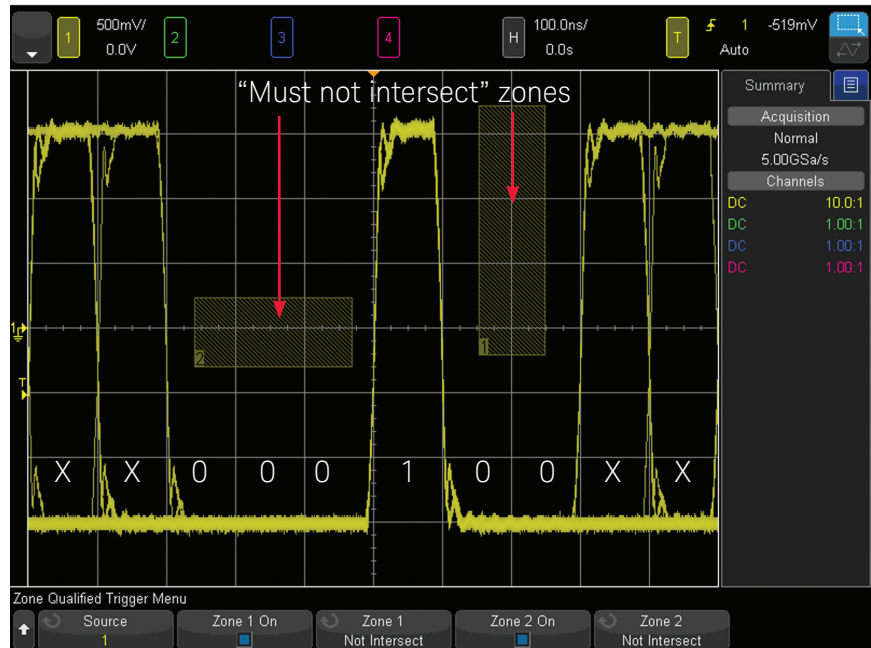 1 500mV/ 0.0V 2 3 4 H 100.0ns/ 0.0s T 1 -519mV Auto
"Must not intersect" zones
Summary
Acquisition
Normal
5.00GSa/s
Channels
DC 10.0:1
DC 1.00:1
DC 1.00:1
DC 1.00:1
1
2
1
T
X X 0 0 0 1 0 0 X X
Zone Qualified Trigger Menu
Source Zone 1 On Zone 1 Zone 2 On Zone 2
1 Not Intersect Not Intersect